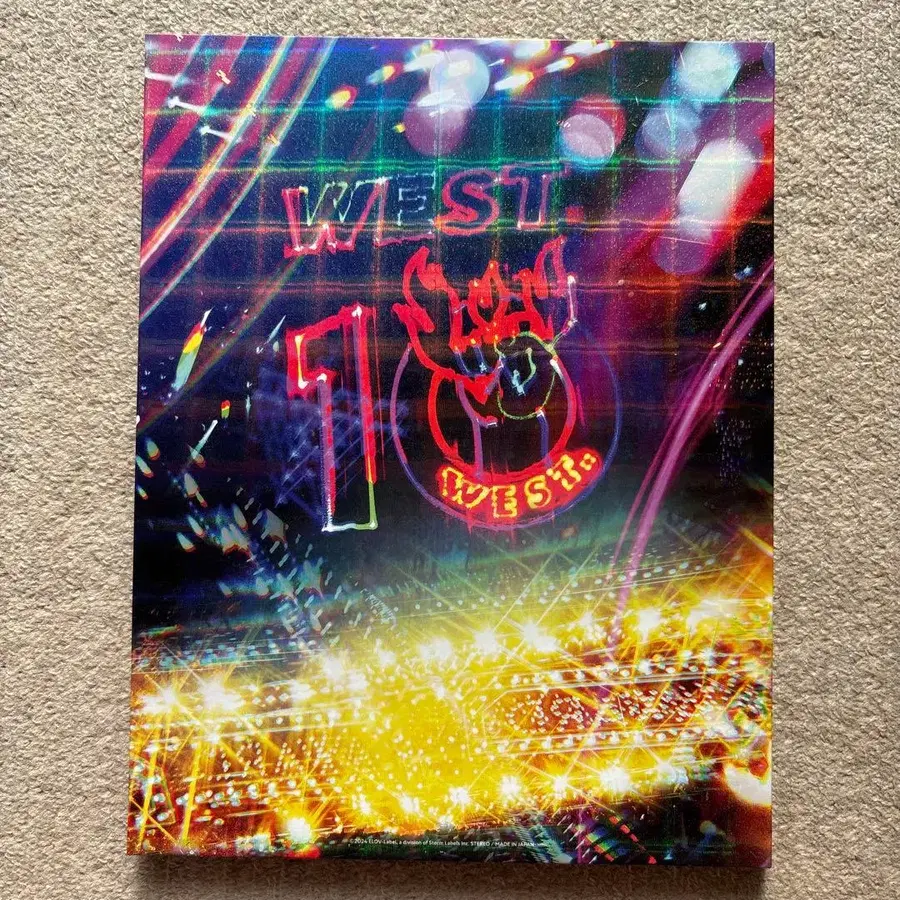 WEST.
10
WEST.
©2024 ELOV-Label, a division of Storm Labels Inc. STEREO / MADE IN JAPAN